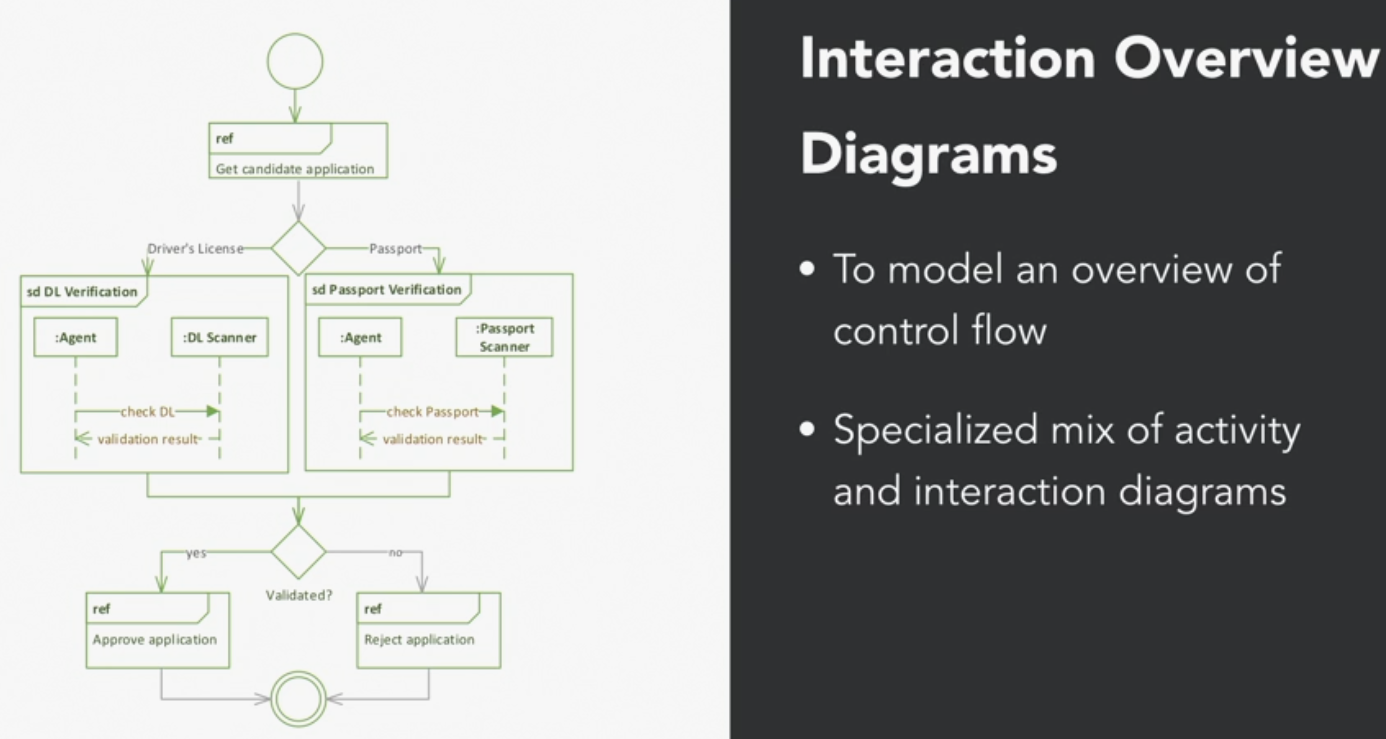 ref
Get candidate application
Driver's License
Passport
sd DL Verification
:Agent
:DL Scanner
check DL
validation result
sd Passport Verification
:Agent
:Passport
Scanner
check Passport
validation result
yes
no
Validated?
ref
Approve application
ref
Reject application
Interaction Overview
Diagrams
• To model an overview of
control flow
• Specialized mix of activity
and interaction diagrams